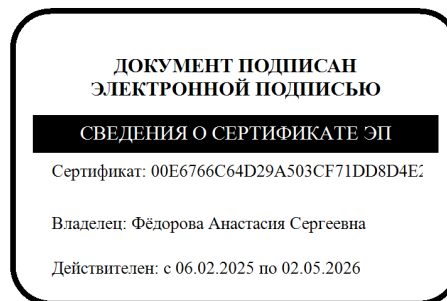 ДОКУМЕНТ ПОДПИСАН
ЭЛЕКТРОННОЙ ПОДПИСЬЮ
СВЕДЕНИЯ О СЕРТИФИКАТЕ ЭП
Сертификат: 00E6766C64D29A503CF71DD8D4E2
Владелец: Фёдорова Анастасия Сергеевна
Действителен: с 06.02.2025 по 02.05.2026